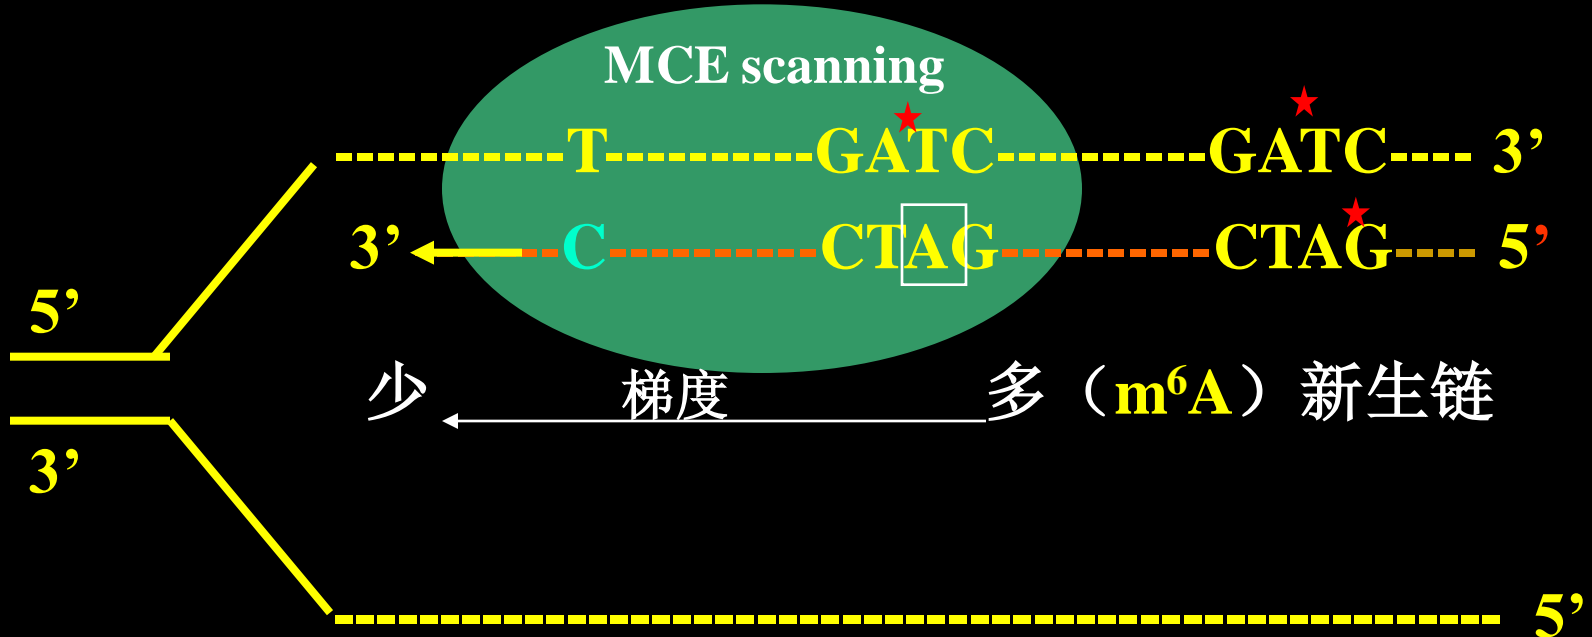 MCE scanning
T GATC GATC 3’
3’ C CTAG CTAG 5’
5’
少 梯度 多（m⁶A）新生链
3’
5’